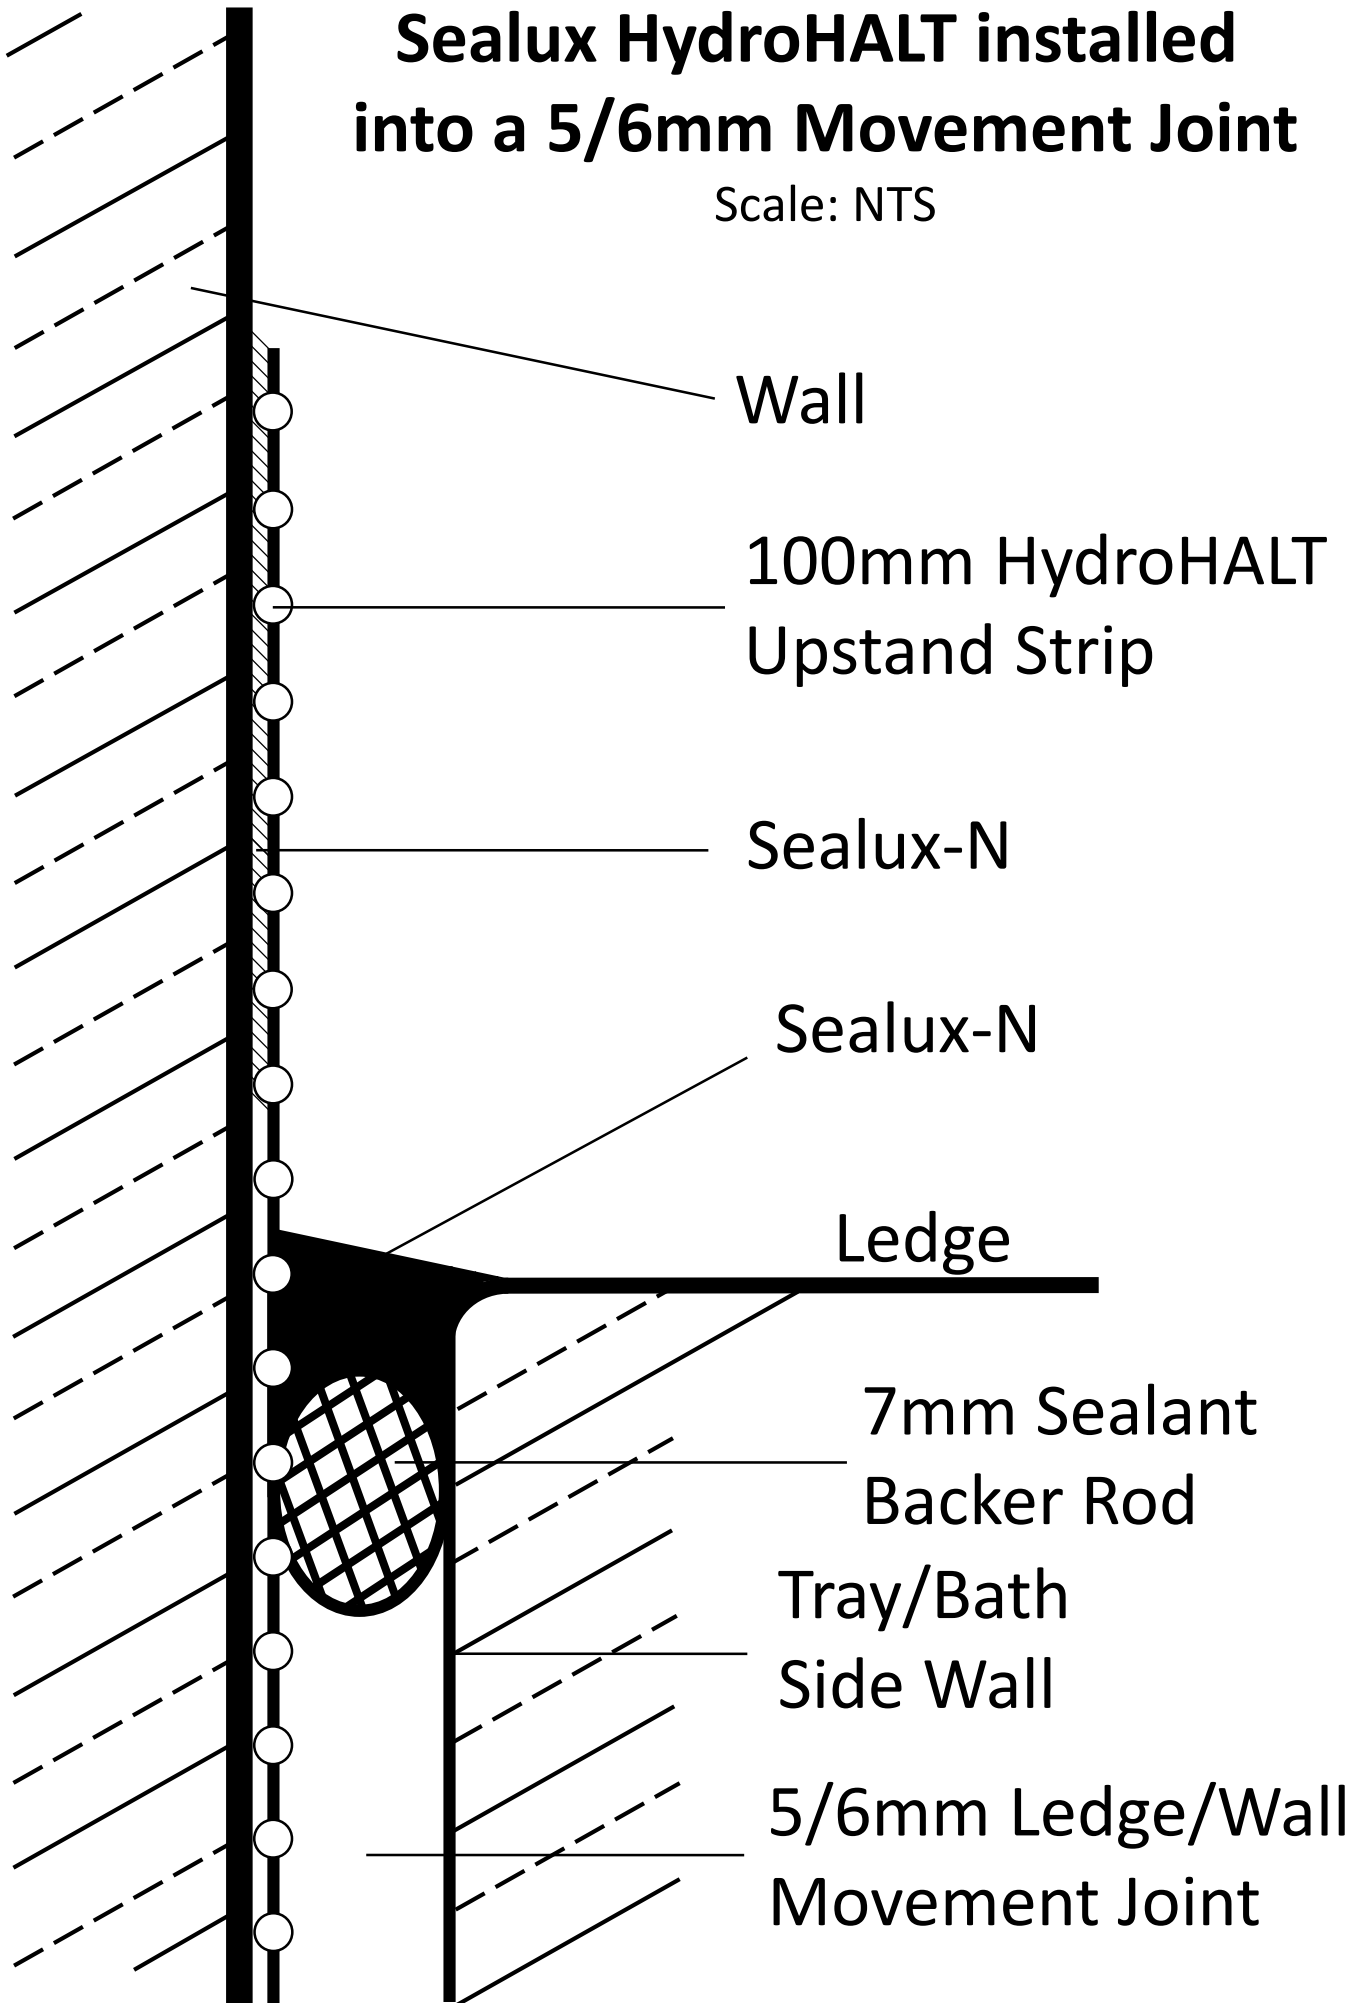 Sealux HydroHALT installed
into a 5/6mm Movement Joint
Scale: NTS
Wall
100mm HydroHALT
Upstand Strip
Sealux-N
Sealux-N
Ledge
7mm Sealant
Backer Rod
Tray/Bath
Side Wall
5/6mm Ledge/Wall
Movement Joint